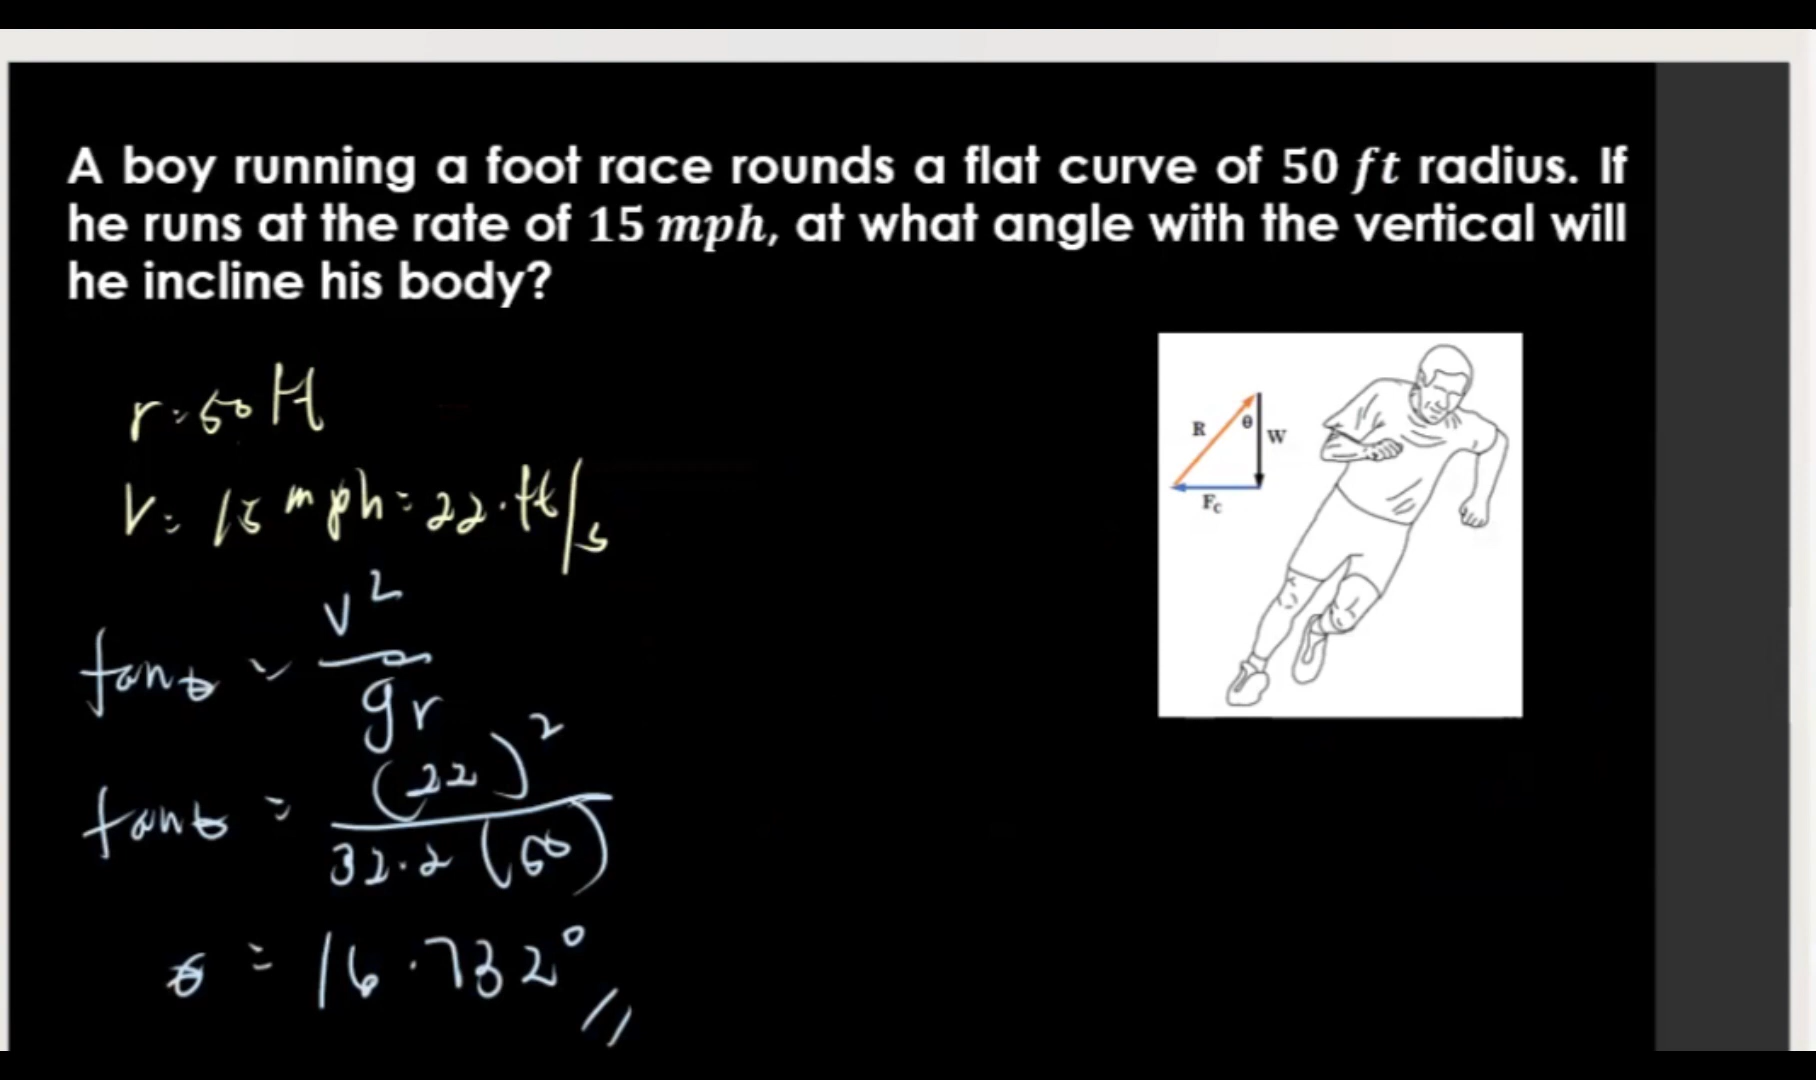 A boy running a foot race rounds a flat curve of 50 ft radius. If
he runs at the rate of 15 mph, at what angle with the vertical will
he incline his body?
r = 50 ft
V = 15 mph = 22 ft/s
tanθ = v²/gr
tanθ = (22)²/32.2(50)
θ = 16.732°
R θ W
Fc